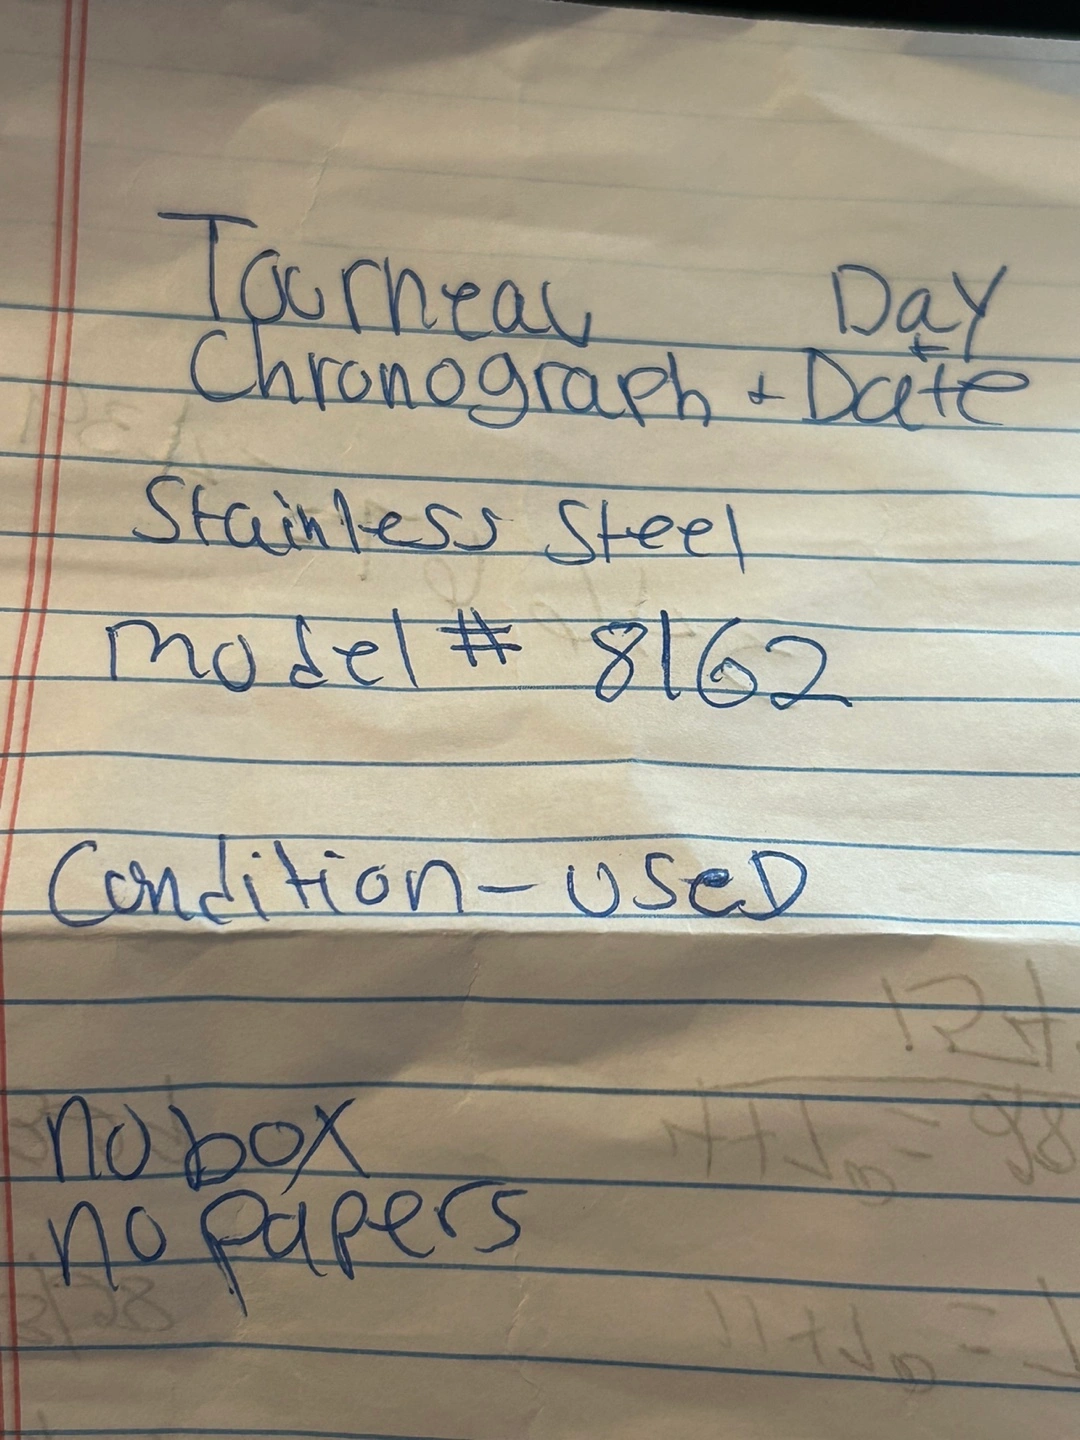 Tourneau Day
Chronograph + + Date
Stainless Steel
Model # 8162
Condition - Used
no box
no papers